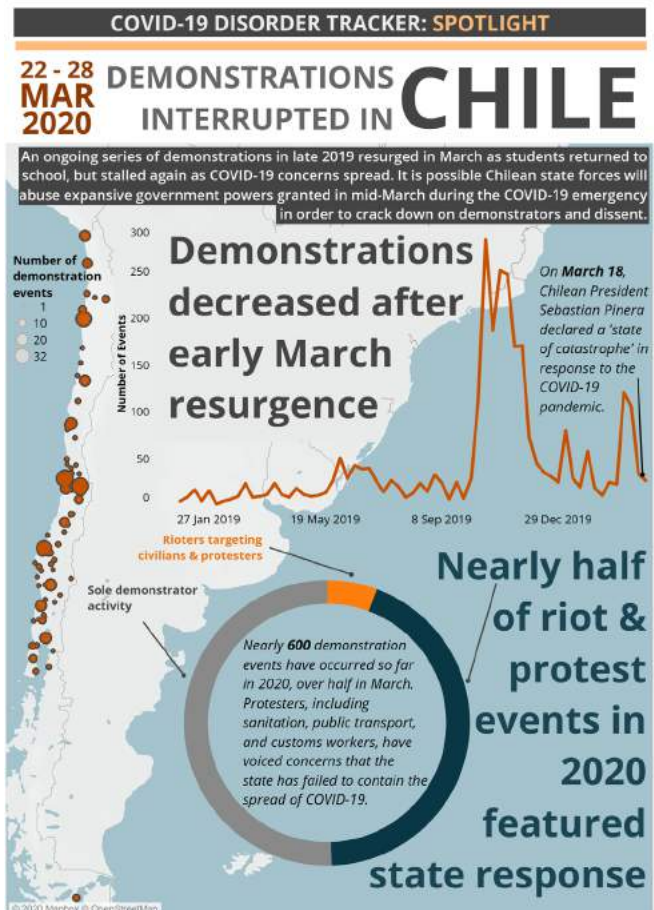 COVID-19 DISORDER TRACKER: SPOTLIGHT
22 - 28
MAR
2020
DEMONSTRATIONS
INTERRUPTED IN
CHILE
An ongoing series of demonstrations in late 2019 resurged in March as students returned to
school, but stalled again as COVID-19 concerns spread. It is possible Chilean state forces will
abuse expansive government powers granted in mid-March during the COVID-19 emergency
in order to crack down on demonstrators and dissent.
Number of
demonstration
events
1
10
20
32
Number of Events
300
250
200
150
100
50
0
Demonstrations
decreased after
early March
resurgence
On March 18,
Chilean President
Sebastian Pinera
declared a 'state
of catastrophe' in
response to the
COVID-19
pandemic.
27 Jan 2019
19 May 2019
8 Sep 2019
29 Dec 2019
Rioters targeting
civilians & protesters
Sole demonstrator
activity
Nearly 600 demonstration
events have occurred so far
in 2020, over half in March.
Protesters, including
sanitation, public transport,
and customs workers, have
voiced concerns that the
state has failed to contain the
spread of COVID-19.
Nearly half
of riot &
protest
events in
2020
featured
state response
© 2020 Mapbox © OpenStreetMap